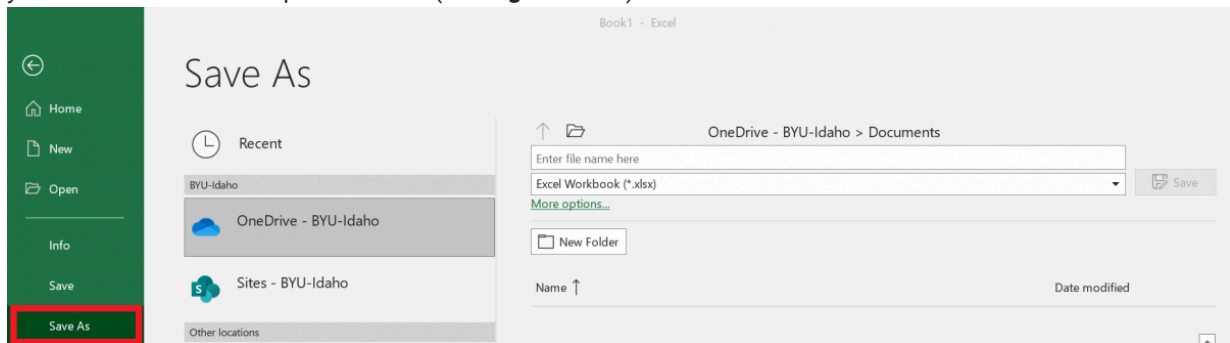 Book1 - Excel
Save As
Home
New
Open
Info
Save
Save As
Recent
BYU-Idaho
OneDrive - BYU-Idaho
Sites - BYU-Idaho
Other locations
OneDrive - BYU-Idaho > Documents
Enter file name here
Excel Workbook (*.xlsx)
Save
More options...
New Folder
Name ↑
Date modified